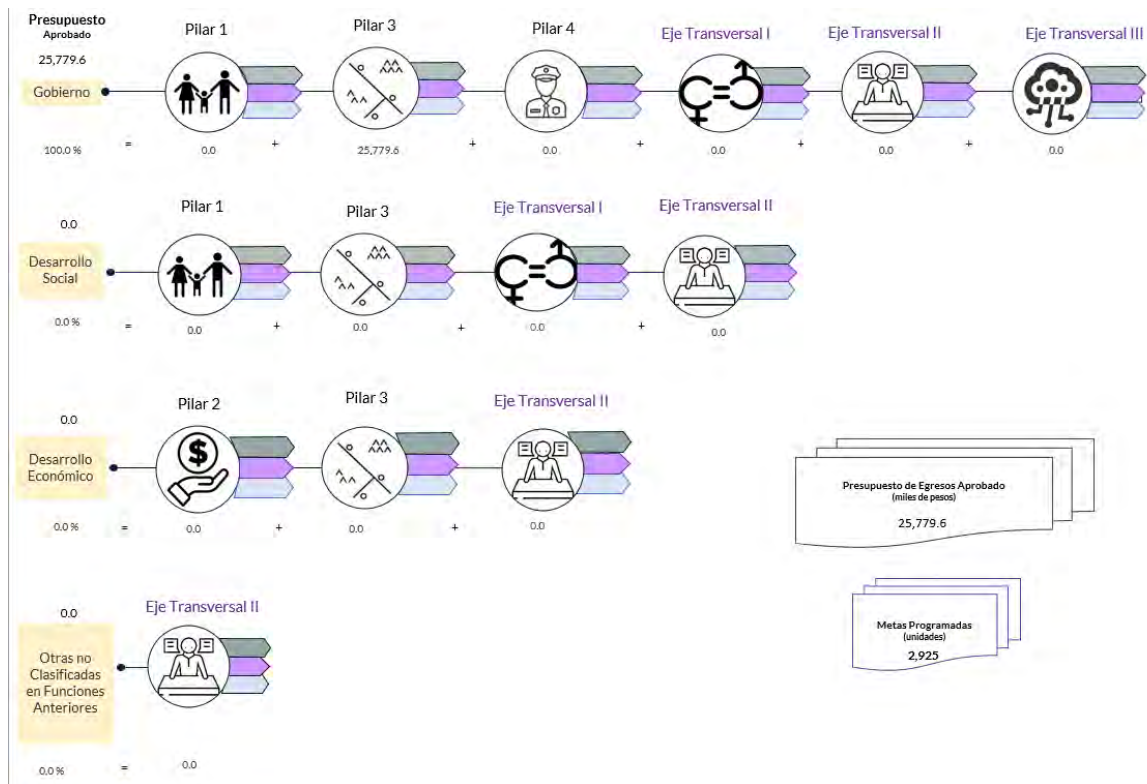 Presupuesto
Aprobado
Pilar 1
Pilar 3
Pilar 4
Eje Transversal I
Eje Transversal II
Eje Transversal III
25,779.6
Gobierno
$
100.0 %
=
0.0
+
25,779.6
+
0.0
+
0.0
+
0.0
+
0.0
0.0
Pilar 1
Pilar 3
Eje Transversal I
Eje Transversal II
Desarrollo
Social
0.0 %
=
0.0
+
0.0
+
0.0
+
0.0
0.0
Pilar 2
Pilar 3
Eje Transversal II
Desarrollo
Económico
$
0.0 %
=
0.0
+
0.0
+
0.0
Presupuesto de Egresos Aprobado
(miles de pesos)
25,779.6
Metas Programadas
(unidades)
2,925
0.0
Eje Transversal II
Otras no
Clasificadas
en Funciones
Anteriores
0.0 %
=
0.0